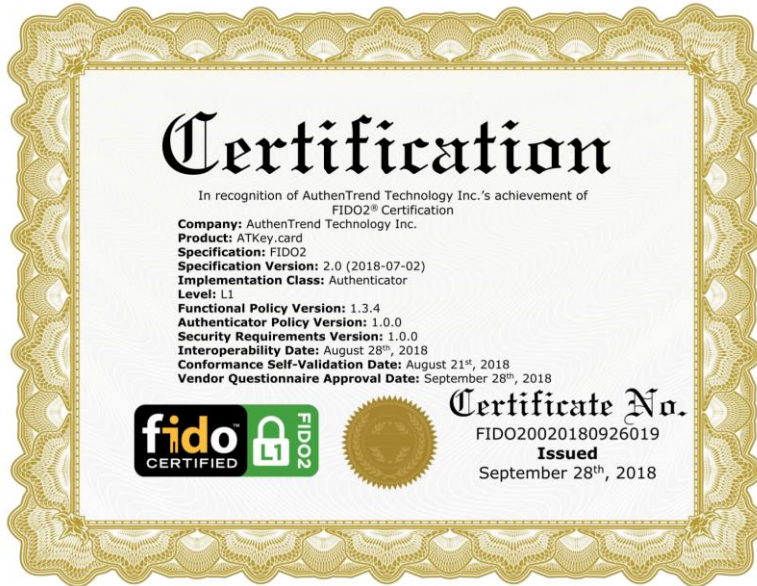 Certification
In recognition of AuthenTrend Technology Inc.'s achievement of
FIDO2® Certification
Company: AuthenTrend Technology Inc.
Product: ATKey.card
Specification: FIDO2
Specification Version: 2.0 (2018-07-02)
Implementation Class: Authenticator
Level: L1
Functional Policy Version: 1.3.4
Authenticator Policy Version: 1.0.0
Security Requirements Version: 1.0.0
Interoperability Date: August 28th, 2018
Conformance Self-Validation Date: August 21st, 2018
Vendor Questionnaire Approval Date: September 28th, 2018
fido™
CERTIFIED
L1
FIDO2
Certificate No.
FIDO20020180926019
Issued
September 28th, 2018